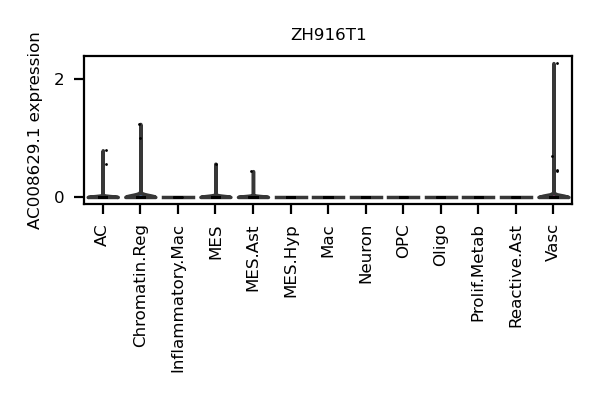 ZH916T1
AC008629.1 expression
2
0
AC
Chromatin.Reg
Inflammatory.Mac
MES
MES.Ast
MES.Hyp
Mac
Neuron
OPC
Oligo
Prolif.Metab
Reactive.Ast
Vasc